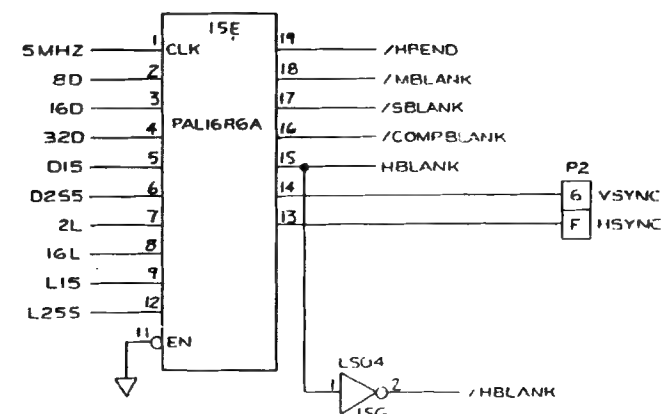 15E
5MHZ 1 CLK 19 /HPEND
8D 2 18 /MBLANK
16D 3 17 /SBLANK
32D 4 PAL16R6A 16 /COMPBLANK
D15 5 15 HBLANK P2
D255 6 14 6 VSYNC
2L 7 13 F HSYNC
16L 8
L15 9
L255 12
11 EN
LS04
1 2 /HBLANK